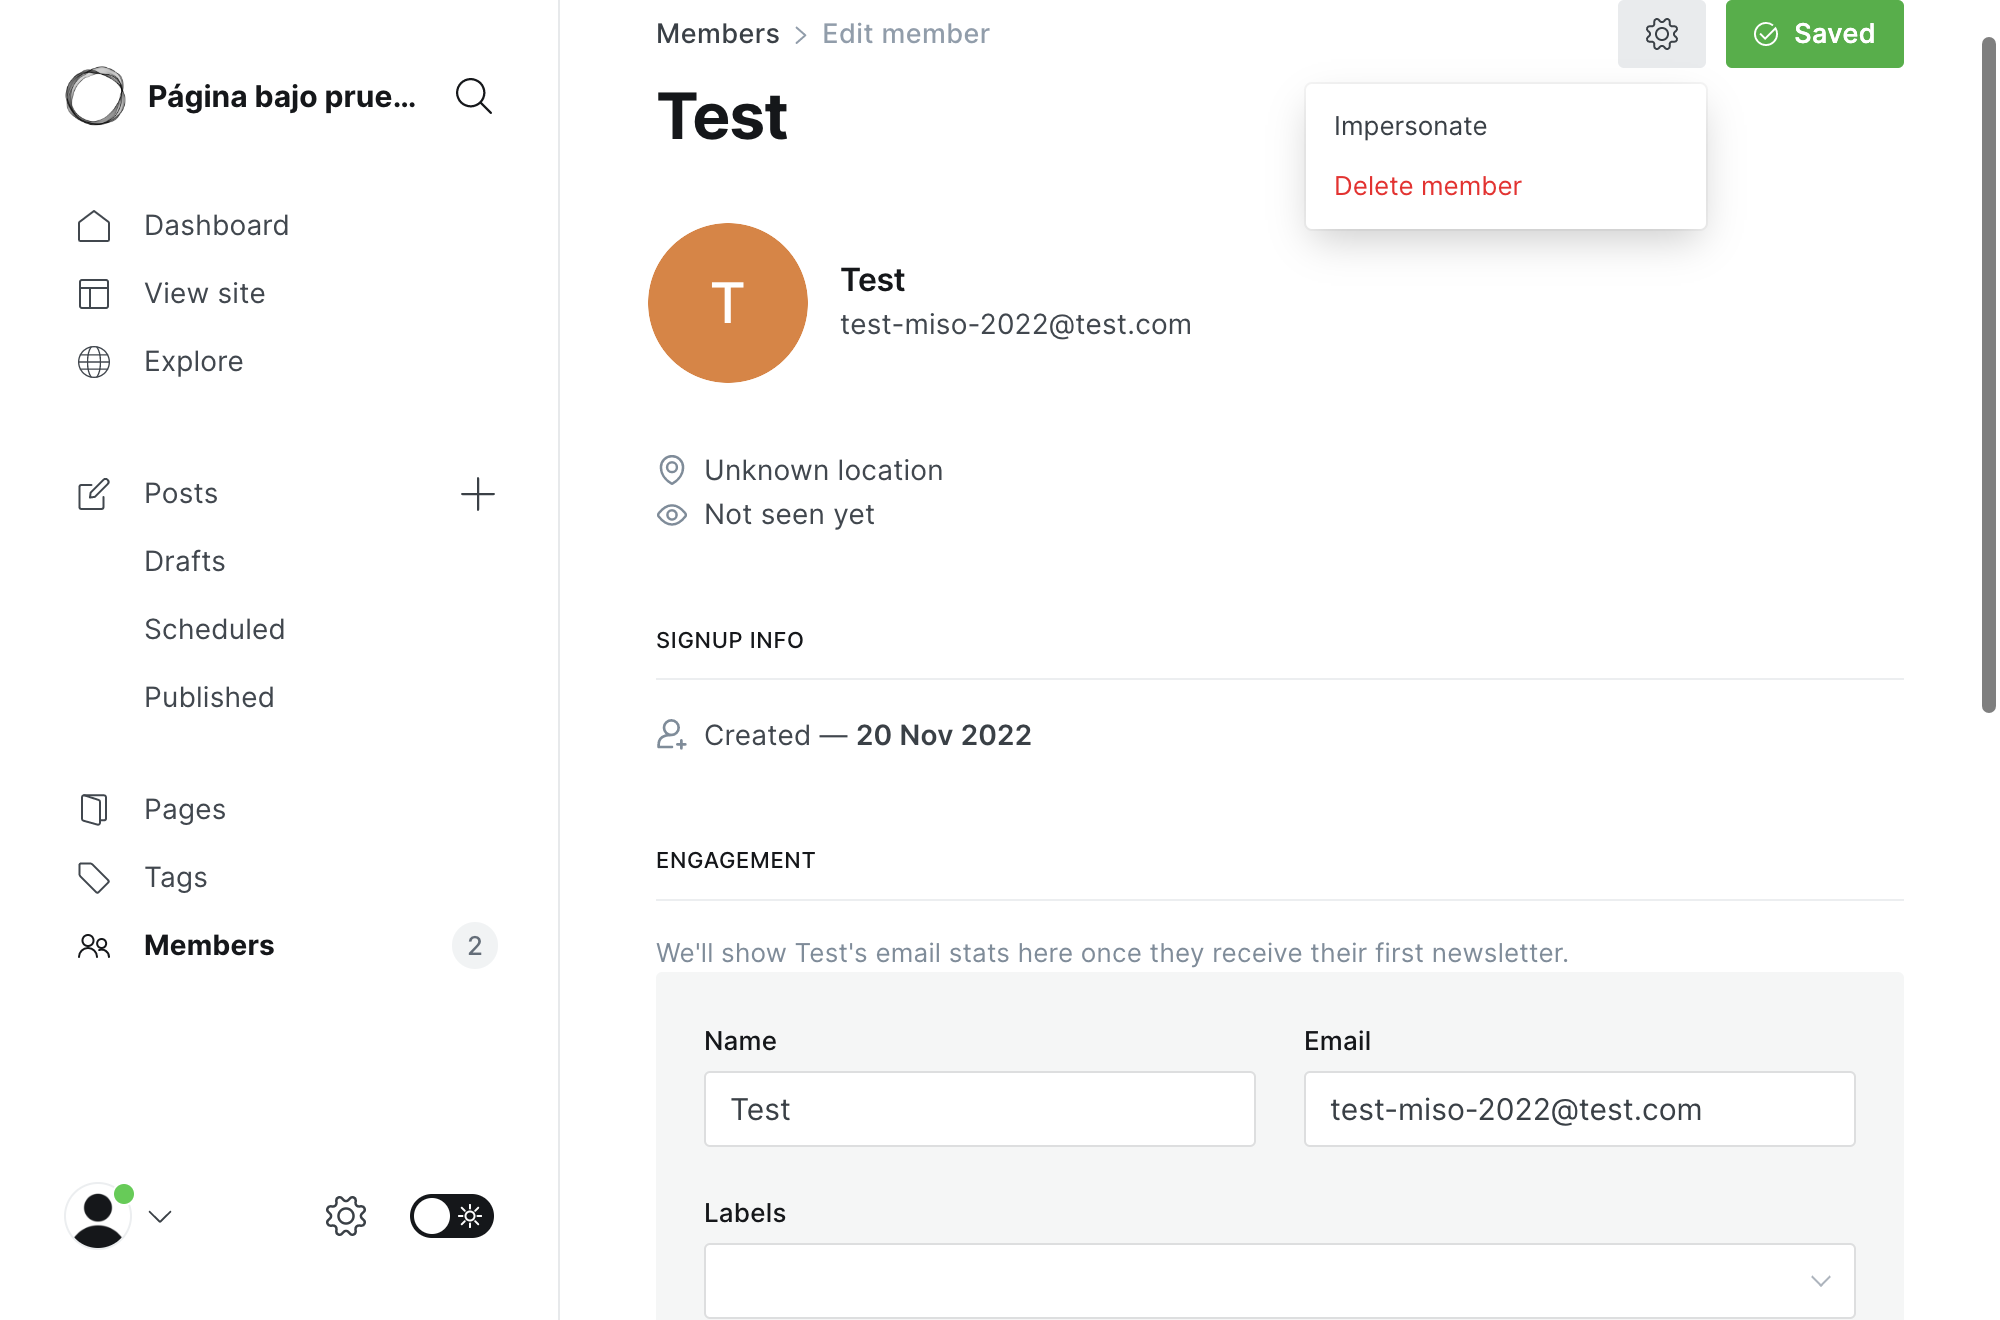 Página bajo prue...
Dashboard
View site
Explore
Posts
Drafts
Scheduled
Published
Pages
Tags
Members
2
Members > Edit member
Saved
Test
Impersonate
Delete member
T
Test
test-miso-2022@test.com
Unknown location
Not seen yet
SIGNUP INFO
Created — 20 Nov 2022
ENGAGEMENT
We'll show Test's email stats here once they receive their first newsletter.
Name
Test
Email
test-miso-2022@test.com
Labels